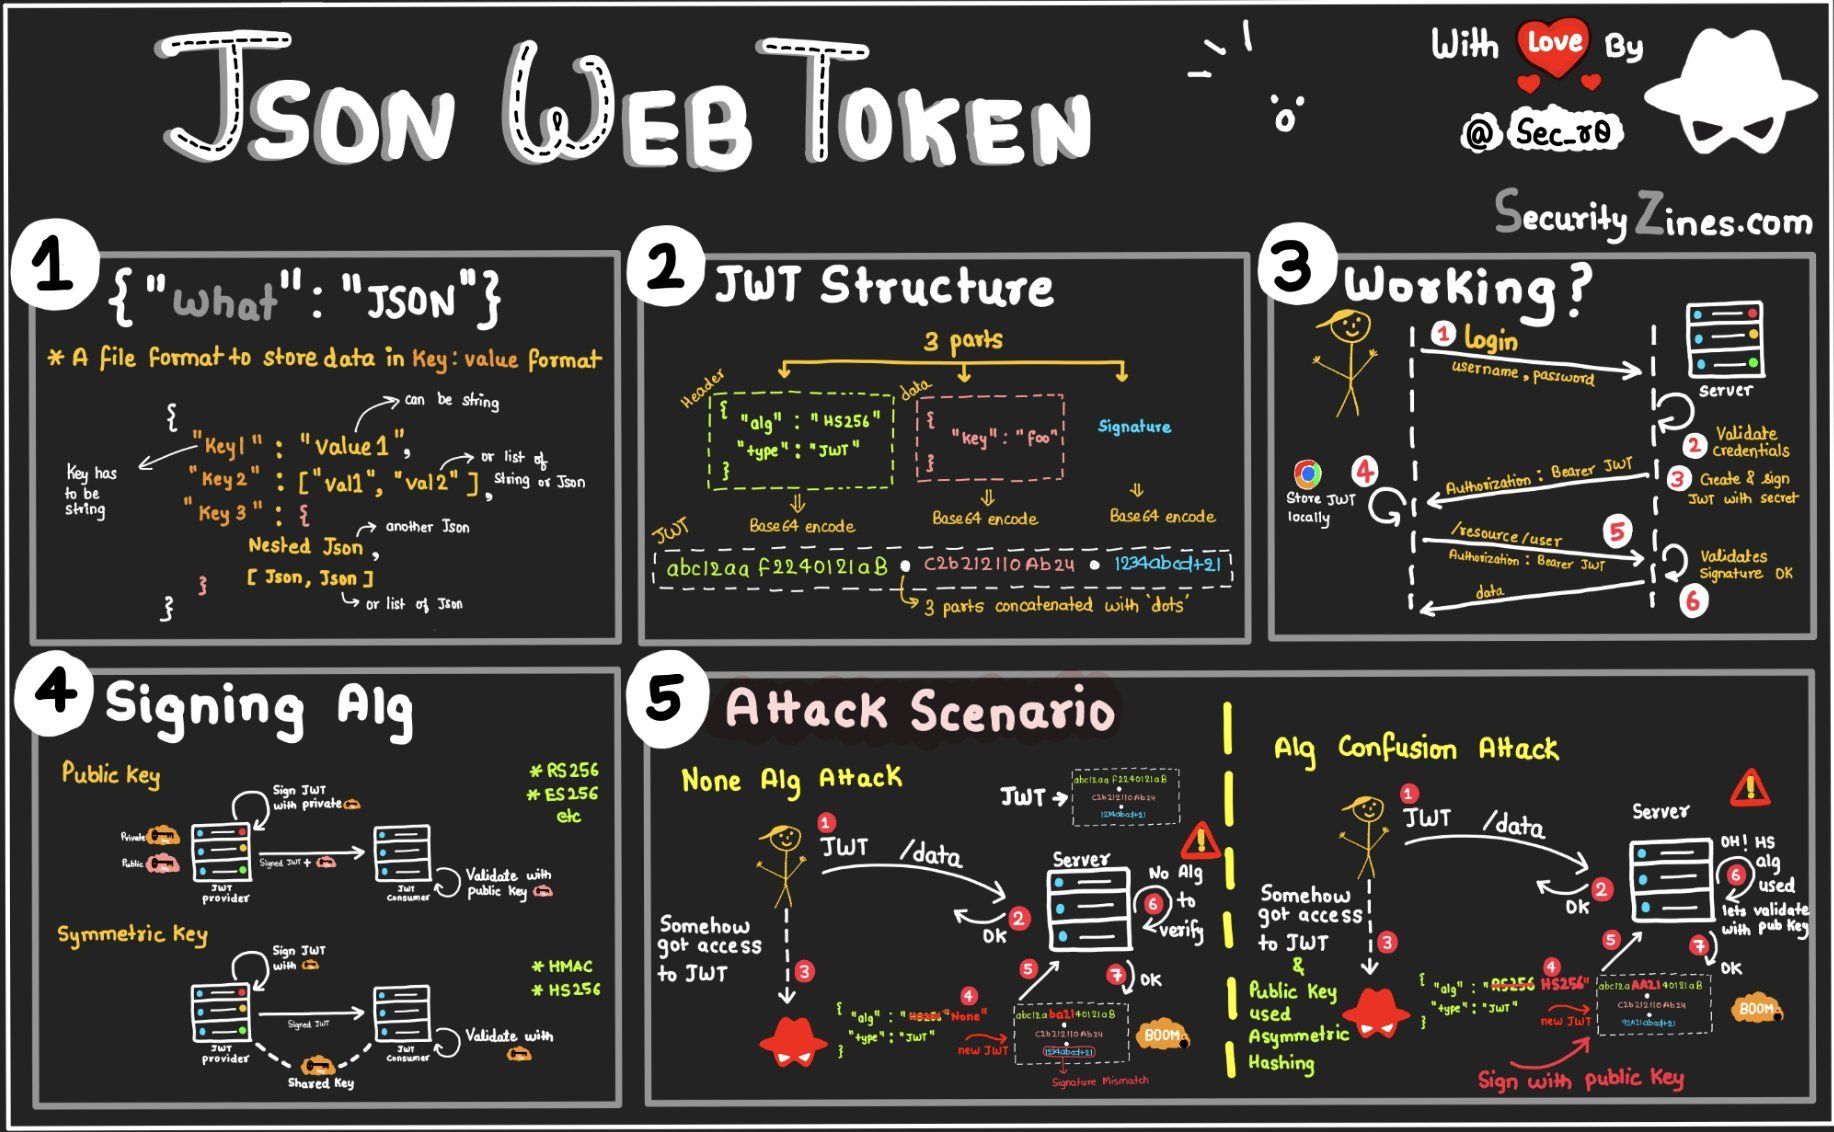 JSON WEB TOKEN
With Love By
@ Sec_r0
SecurityZines.com
1
{"what": "JSON"}
* A file format to store data in Key: value format
{
"Key1" : "value1",
can be string
Key has
to be
string
"Key2" : ["val1", "val2"],
or list of
string or Json
"Key 3" : {
another Json
Nested Json,
[Json, Json]
or list of Json
}
}
2
JWT Structure
3 parts
Header
{
"alg" : "HS256"
"type" : "JWT"
}
data
{
"key" : "foo"
}
Signature
Base64 encode
Base64 encode
Base64 encode
JWT
abc12aa f2240121aB • C2b212110Ab24 • 1234abcd+21
3 parts concatenated with 'dots'
3
Working?
1 Login
username, password
Server
2 Validate
Credentials
3 Create & sign
JWT with secret
Authorization: Bearer JWT
4
Store JWT
locally
5
/resource/user
Authorization: Bearer JWT
Validates
Signature OK
6
data
4
Signing Alg
Public Key
* RS256
* ES256
etc
Sign JWT
with private
Private
Public
Signed JWT +
JWT
provider
JWT
Consumer
Validate with
public key
Symmetric Key
* HMAC
* HS256
Sign JWT
with
Signed JWT
JWT
provider
JWT
Consumer
Validate with
Shared Key
5
Attack Scenario
None Alg Attack
JWT
abc12aa f2240121aB
C2b212110Ab24
1234abcd+21
1
JWT
/data
Server
2
OK
Somehow
got access
to JWT
3
4
{
"alg" : "HS256 "None"
"type" : "JWT"
}
new JWT
abc12a ba2140121aB
C2b212110Ab24
1234abcd+21
Signature Mismatch
5
No Alg
6 to
verify
7 OK
BOOM
Alg Confusion Attack
1
JWT
/data
Server
2
OK
Somehow
got access
to JWT
&
Public Key
used
Asymmetric
Hashing
3
4
{
"alg" : "RS256 HS256"
"type" : "JWT"
}
new JWT
abc12a AA21 40121aB
C2b212110Ab24
92A21abcd+21
Sign with public Key
5
OH! HS
alg
6
used
lets validate
with pub Key
7
OK
BOOM